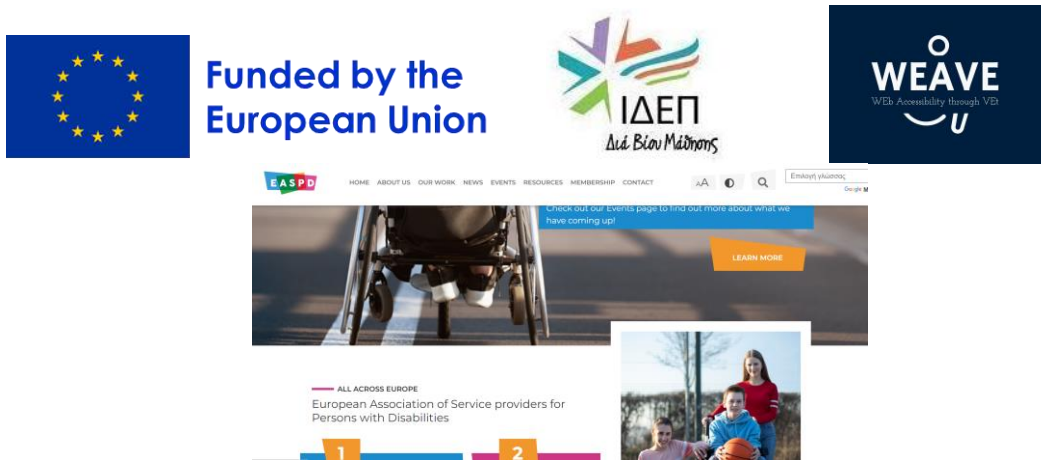 Funded by the
European Union
ΙΔΕΠ
Διά Βίου Μάθησης
WEAVE
WEb Accessibility through VEt
U
EASPD
HOME ABOUT US OUR WORK NEWS EVENTS RESOURCES MEMBERSHIP CONTACT
AA
Επιλογή γλώσσας
Google
Check out our Events page to find out more about what we
have coming up!
LEARN MORE
ALL ACROSS EUROPE
European Association of Service providers for
Persons with Disabilities
1
2